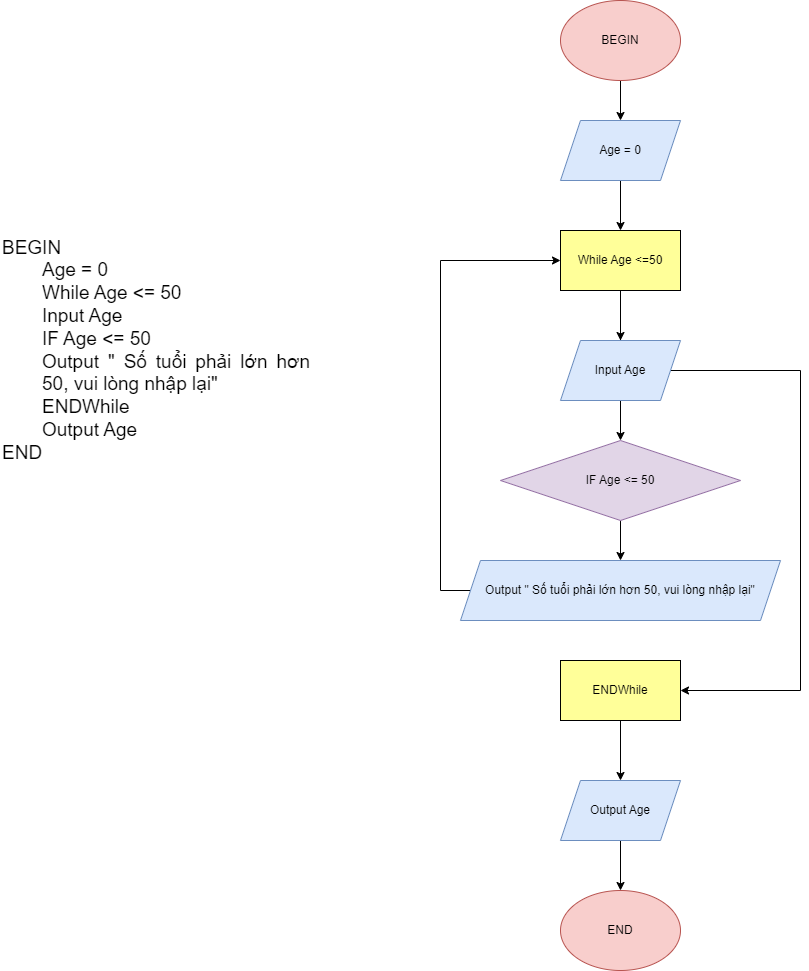 BEGIN
Age = 0
While Age <= 50
Input Age
IF Age <= 50
Output " Số tuổi phải lớn hơn
50, vui lòng nhập lại"
ENDWhile
Output Age
END
BEGIN
Age = 0
While Age <=50
Input Age
IF Age <= 50
Output " Số tuổi phải lớn hơn 50, vui lòng nhập lại"
ENDWhile
Output Age
END